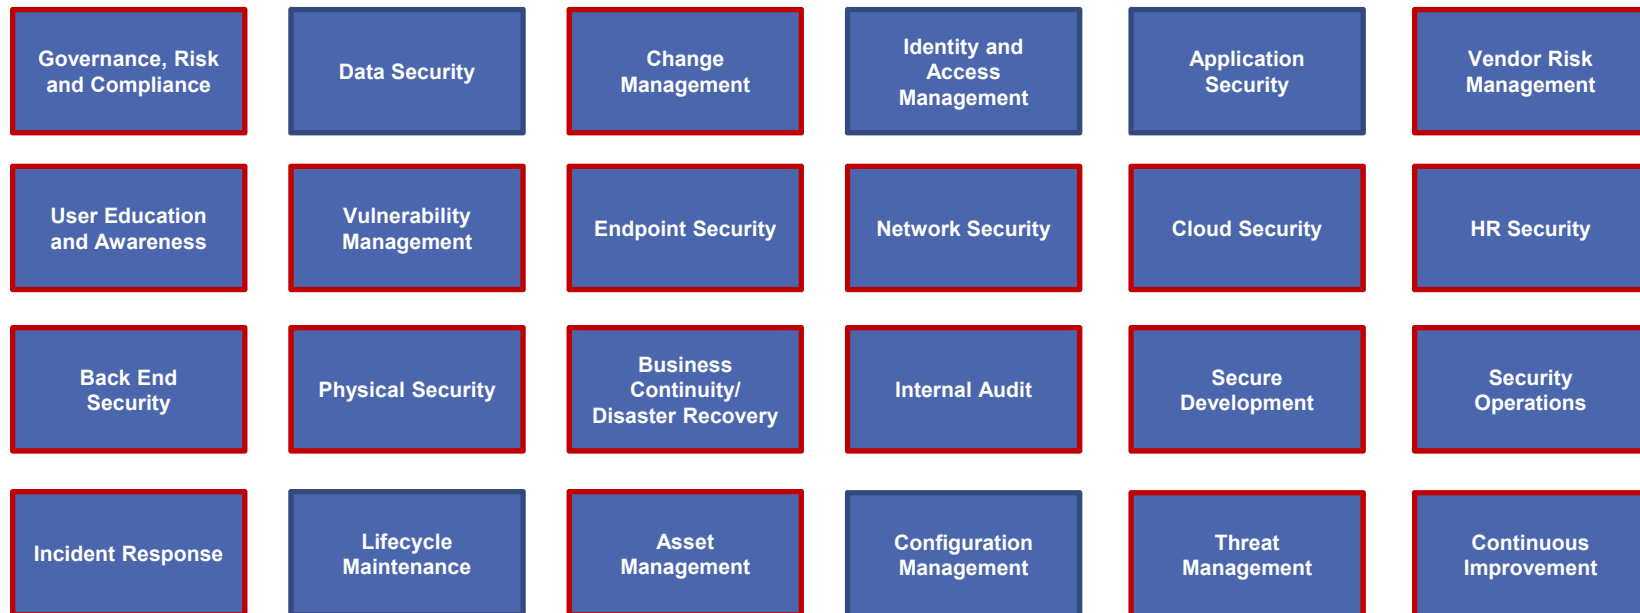 Governance, Risk
and Compliance
Data Security
Change
Management
Identity and
Access
Management
Application
Security
Vendor Risk
Management
User Education
and Awareness
Vulnerability
Management
Endpoint Security
Network Security
Cloud Security
HR Security
Back End
Security
Physical Security
Business
Continuity/
Disaster Recovery
Internal Audit
Secure
Development
Security
Operations
Incident Response
Lifecycle
Maintenance
Asset
Management
Configuration
Management
Threat
Management
Continuous
Improvement